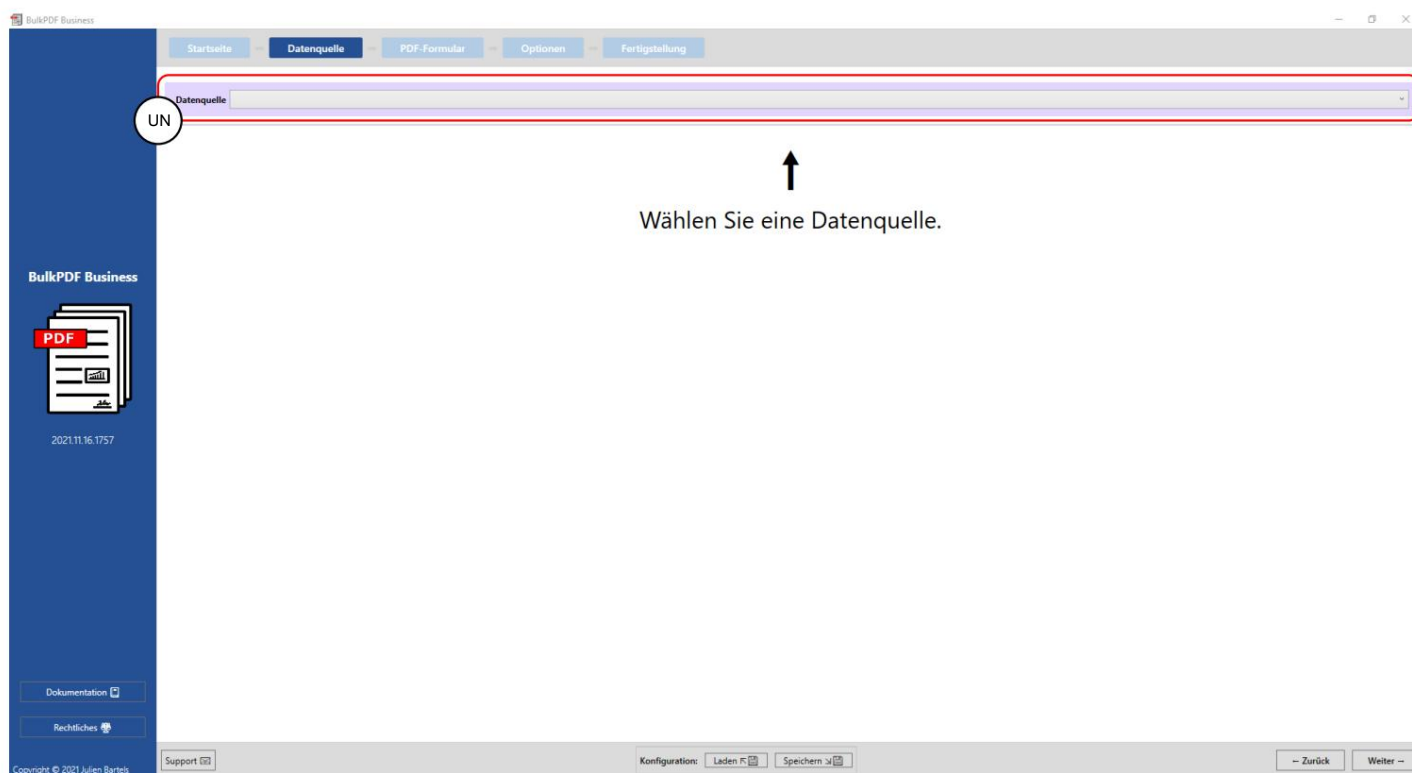 BulkPDF Business
Startseite
Datenquelle
PDF-Formular
Optionen
Fertigstellung
Datenquelle
UN
Wählen Sie eine Datenquelle.
BulkPDF Business
PDF
2021.11.16.1757
Dokumentation
Rechtliches
Copyright © 2021 Julien Bartels
Support
Konfiguration:
Laden
Speichern
Zurück
Weiter